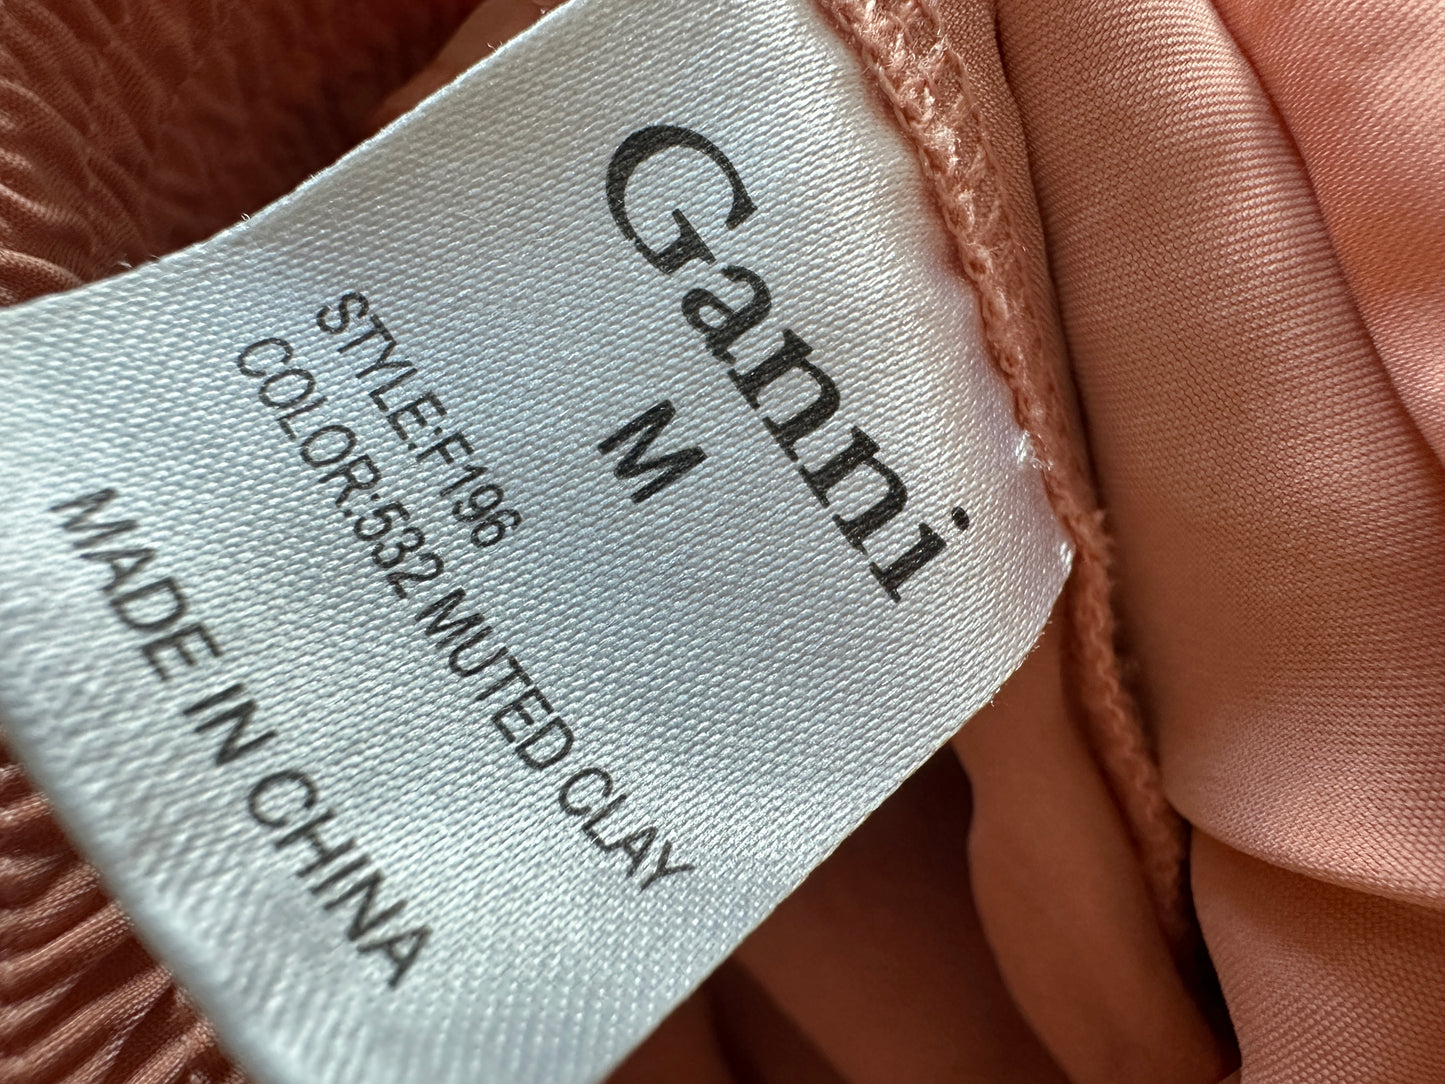 Ganni
M
STYLE:F196
COLOR:532 MUTED CLAY
MADE IN CHINA